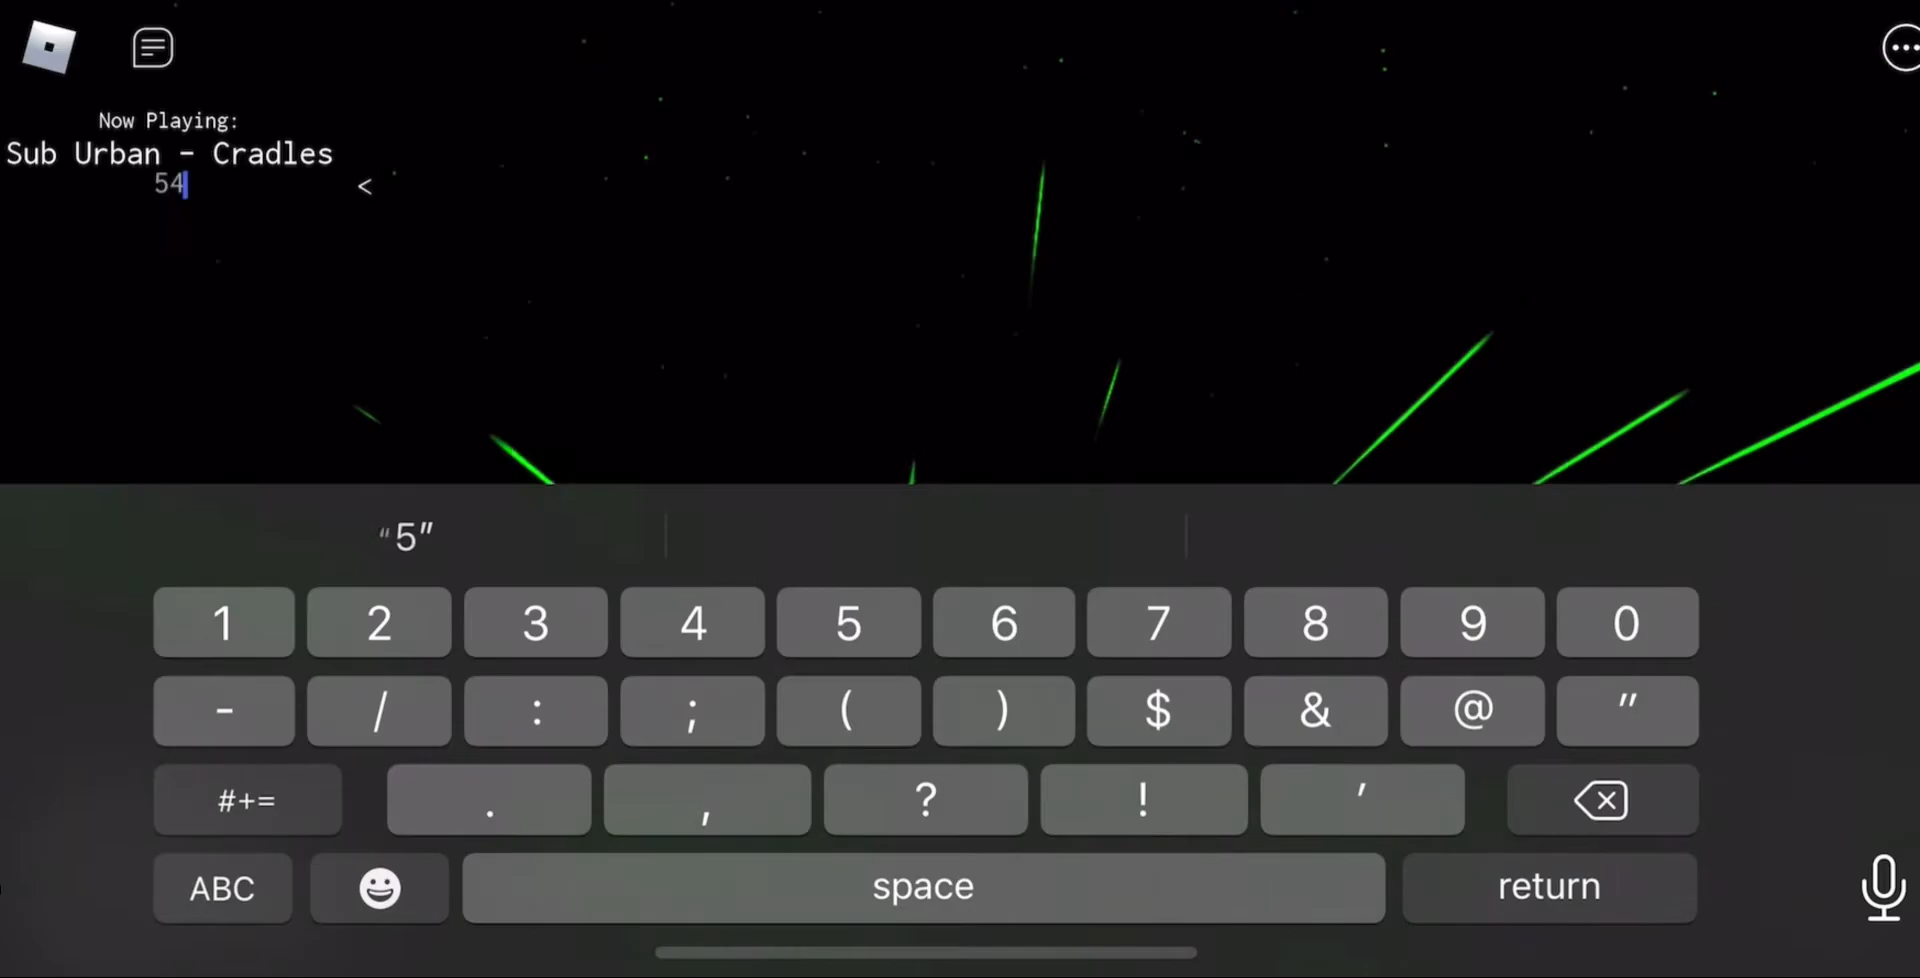 Now Playing:
Sub Urban - Cradles
54
<
“5”
1 2 3 4 5 6 7 8 9 0
- / : ; ( ) $ & @ "
#+= . , ? ! '
ABC space return